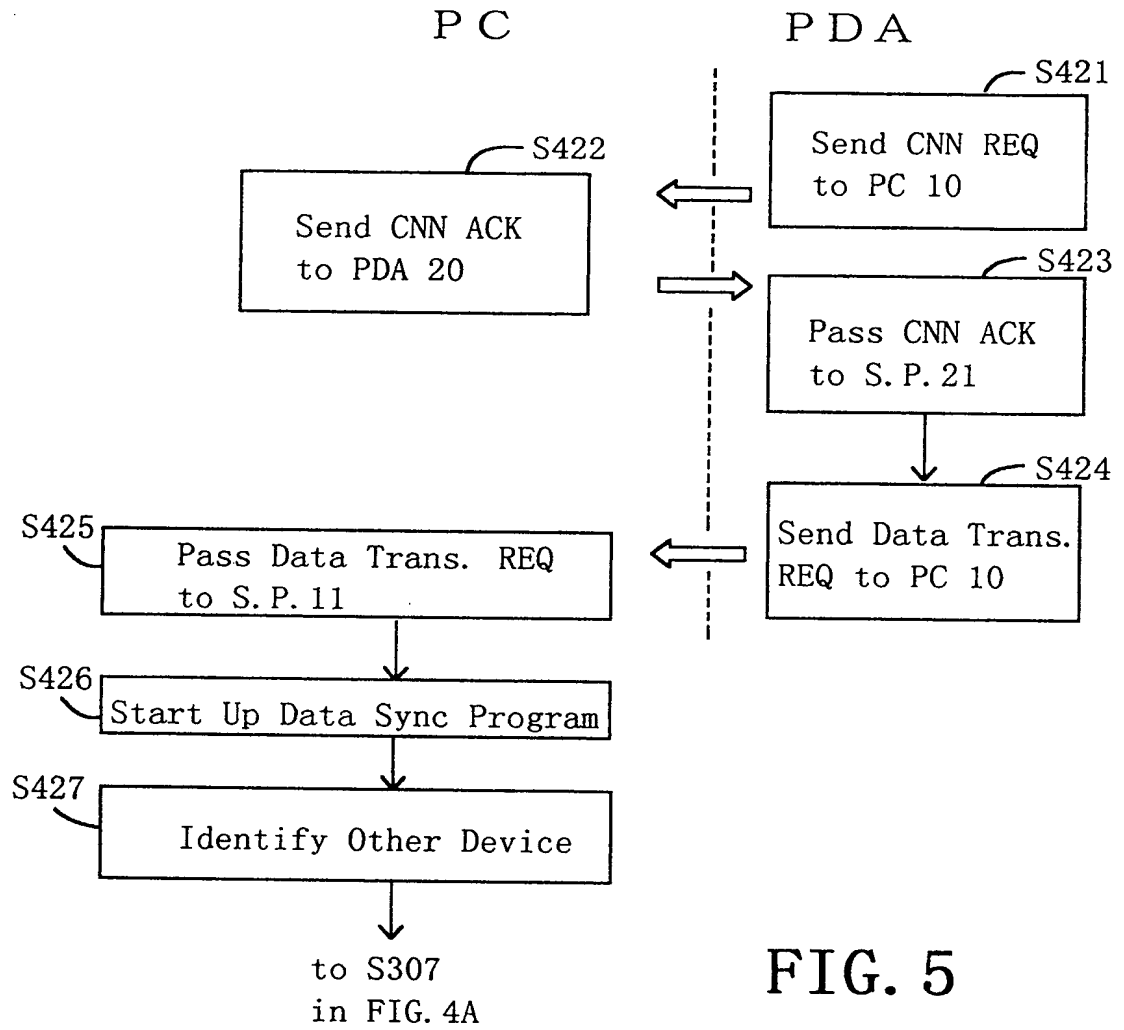 PC
PDA
S421
Send CNN REQ
to PC 10
S422
Send CNN ACK
to PDA 20
S423
Pass CNN ACK
to S.P.21
S424
Send Data Trans.
REQ to PC 10
S425
Pass Data Trans. REQ
to S.P.11
S426
Start Up Data Sync Program
S427
Identify Other Device
to S307
in FIG.4A
FIG.5